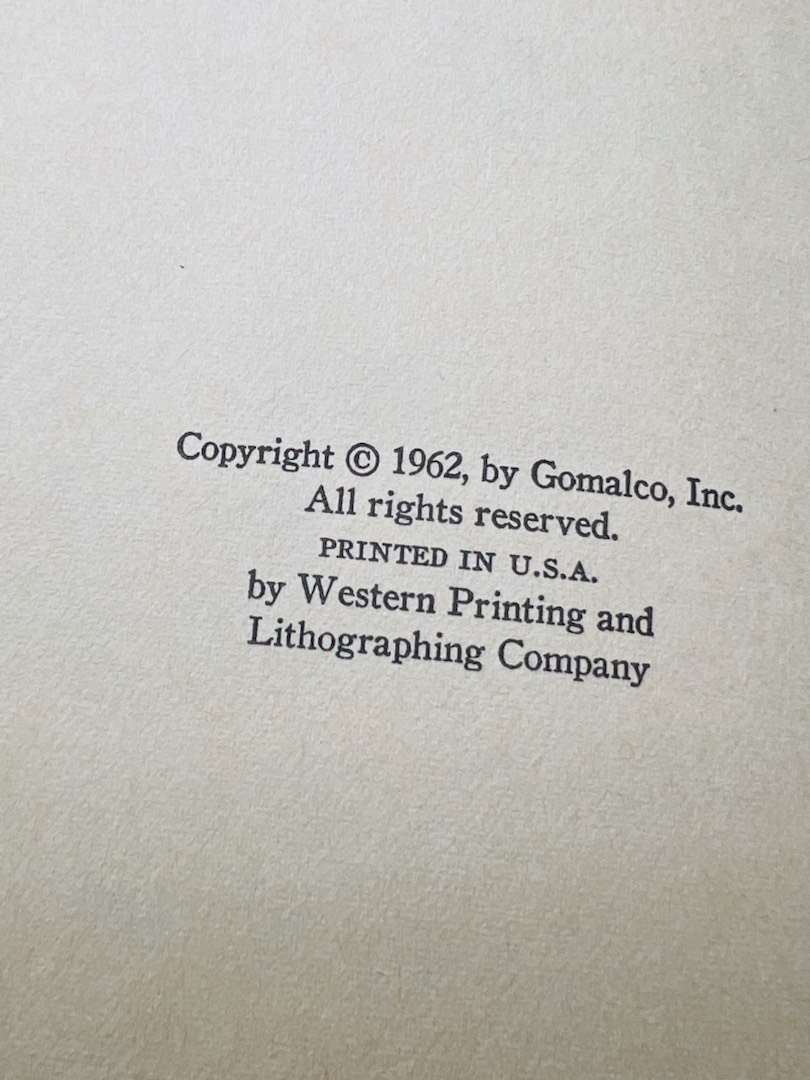 Copyright © 1962, by Gomalco, Inc.
All rights reserved.
PRINTED IN U.S.A.
by Western Printing and
Lithographing Company